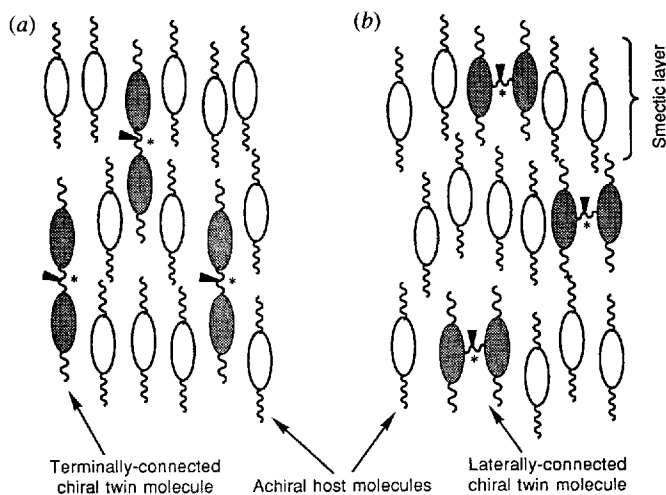 (a)
(b)
*
*
*
*
*
*
Smectic layer
Terminally-connected
chiral twin molecule
Achiral host molecules
Laterally-connected
chiral twin molecule